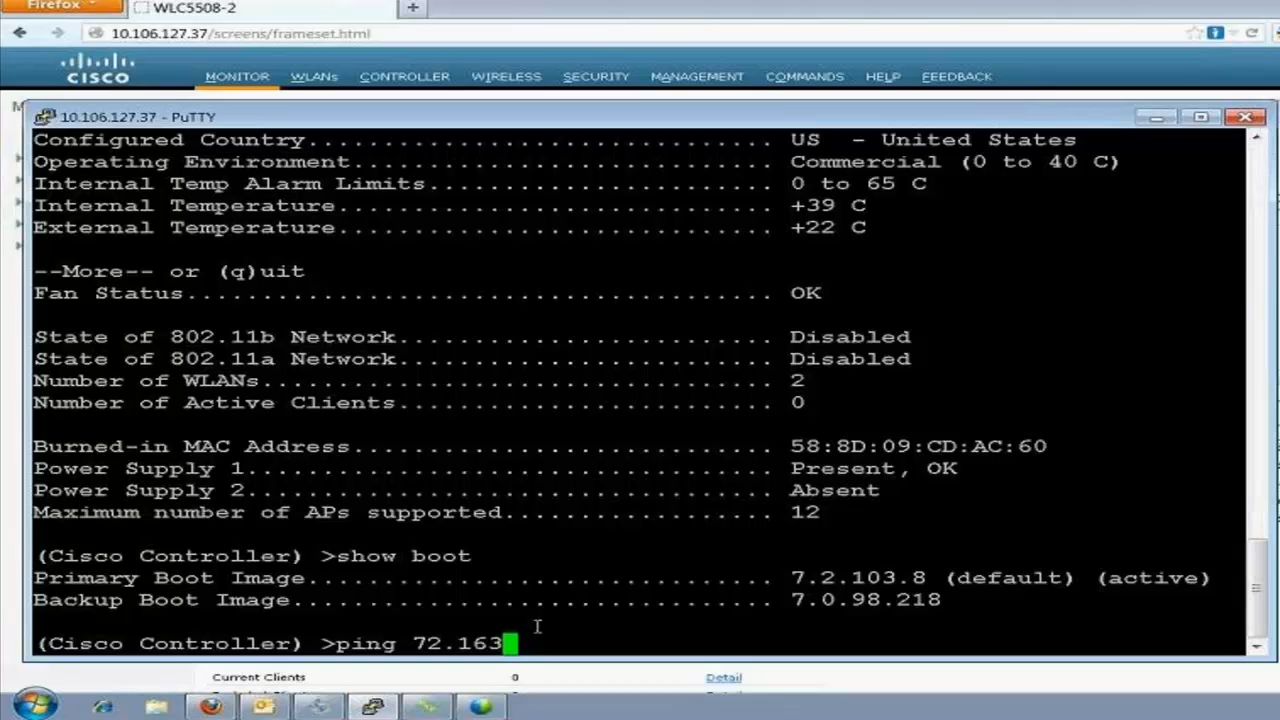 Firefox
WLC5508-2
10.106.127.37/screens/frameset.html
CISCO
MONITOR WLANs CONTROLLER WIRELESS SECURITY MANAGEMENT COMMANDS HELP FEEDBACK
M
10.106.127.37 - PuTTY
Configured Country............................... US - United States
Operating Environment............................ Commercial (0 to 40 C)
Internal Temp Alarm Limits....................... 0 to 65 C
Internal Temperature............................. +39 C
External Temperature............................. +22 C
--More-- or (q)uit
Fan Status....................................... OK
State of 802.11b Network......................... Disabled
State of 802.11a Network......................... Disabled
Number of WLANs.................................. 2
Number of Active Clients......................... 0
Burned-in MAC Address............................ 58:8D:09:CD:AC:60
Power Supply 1................................... Present, OK
Power Supply 2................................... Absent
Maximum number of APs supported.................. 12
(Cisco Controller) >show boot
Primary Boot Image............................... 7.2.103.8 (default) (active)
Backup Boot Image................................ 7.0.98.218
(Cisco Controller) >ping 72.163
Current Clients 0 Detail